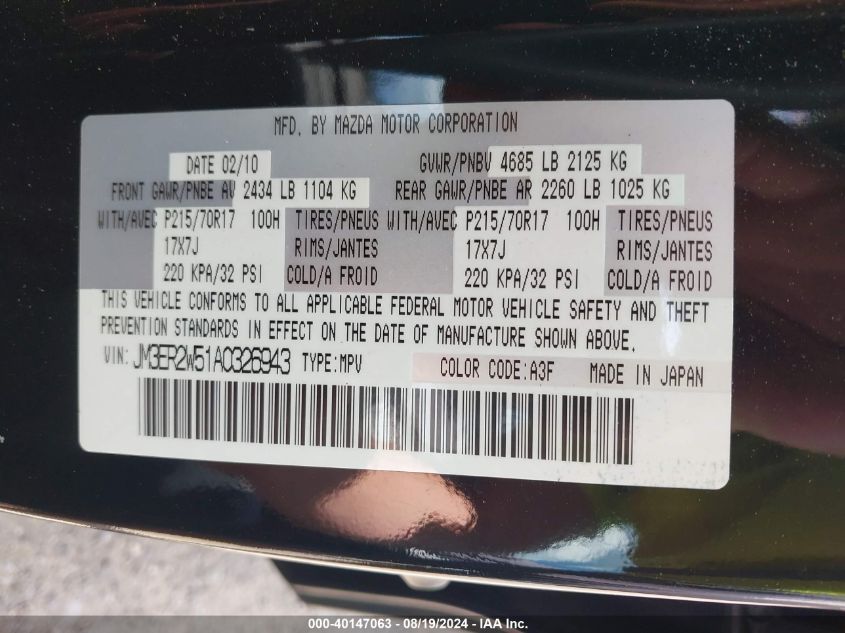 MFD. BY MAZDA MOTOR CORPORATION
DATE 02/10 GVWR/PNBV 4685 LB 2125 KG
FRONT GAWR/PNBE AV 2434 LB 1104 KG REAR GAWR/PNBE AR 2260 LB 1025 KG
WITH/AVEC P215/70R17 100H TIRES/PNEUS WITH/AVEC P215/70R17 100H TIRES/PNEUS
17X7J RIMS/JANTES 17X7J RIMS/JANTES
220 KPA/32 PSI COLD/A FROID 220 KPA/32 PSI COLD/A FROID
THIS VEHICLE CONFORMS TO ALL APPLICABLE FEDERAL MOTOR VEHICLE SAFETY AND THEFT
PREVENTION STANDARDS IN EFFECT ON THE DATE OF MANUFACTURE SHOWN ABOVE.
VIN: JM3ER2W51A0326943 TYPE:MPV COLOR CODE:A3F MADE IN JAPAN
000-40147063 - 08/19/2024 - IAA Inc.